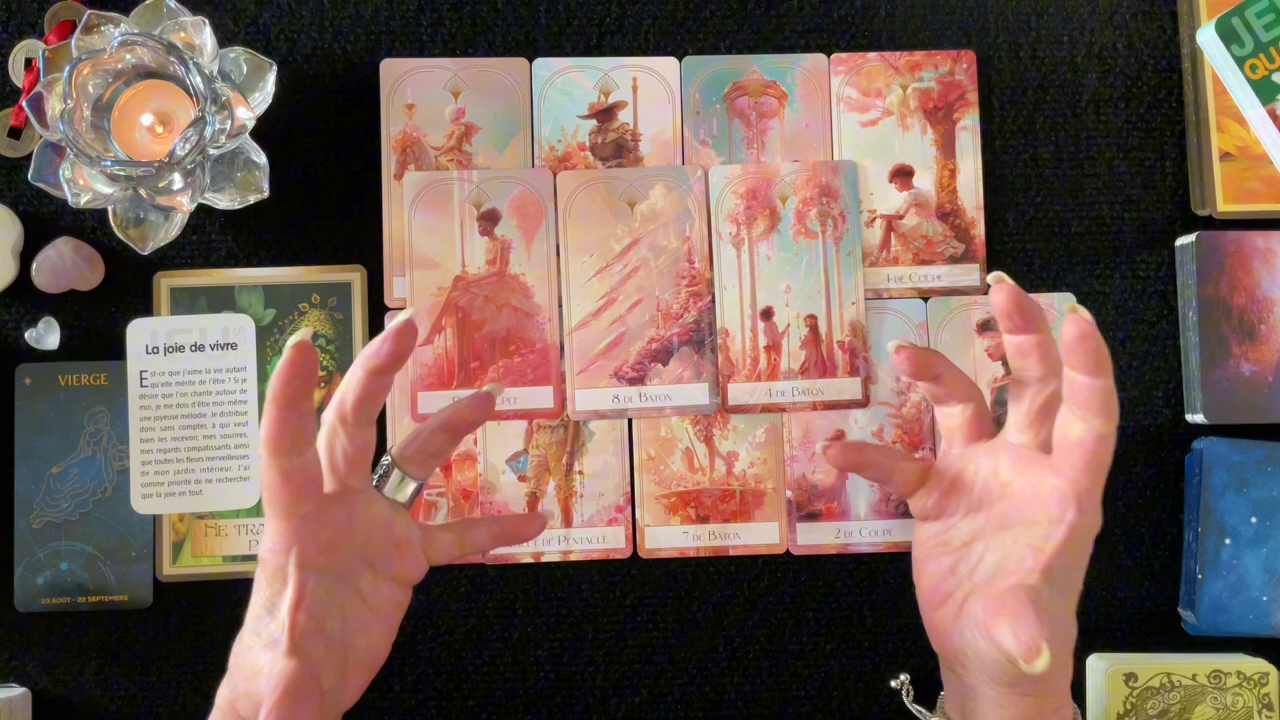 La joie de vivre
Est-ce que j'aime la vie autant
qu'elle mérite de l'être ? Si je
désire que l'on chante autour de
moi, je me dois d'être moi-même
une joyeuse mélodie. Je distribue
donc sans compter, à qui veut
bien les recevoir, mes sourires,
mes regards compatissants ainsi
que toutes les fleurs merveilleuses
de mon jardin intérieur. J'ai
comme priorité de ne rechercher
que la joie en tout.
VIERGE
23 AOÛT - 22 SEPTEMBRE
NE
4 DE COUPE
8 DE BATON
4 DE BATON
DE PENTACLE
7 DE BATON
2 DE COUPE